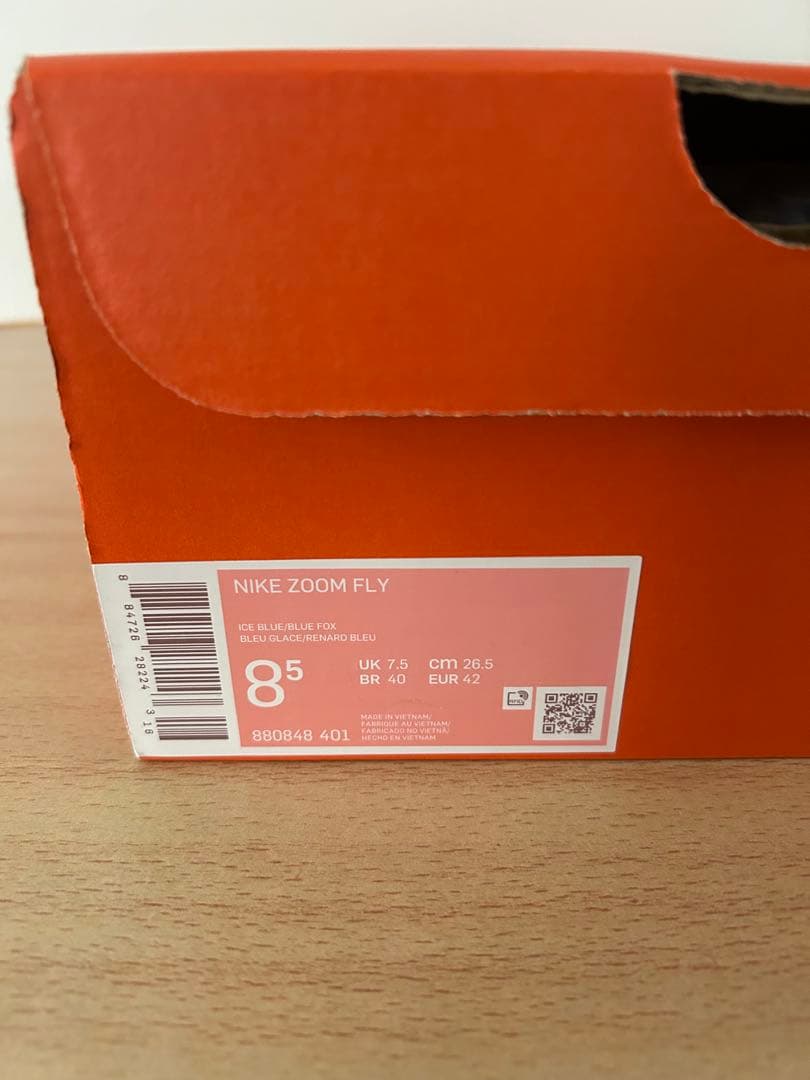 NIKE ZOOM FLY
ICE BLUE/BLUE FOX
BLEU GLACE/RENARD BLEU
8⁵
UK 7.5 cm 26.5
BR 40 EUR 42
880848 401
MADE IN VIETNAM/
FABRIQUE AU VIETNAM/
FABRICADO NO VIETNÃ/
HECHO EN VIETNAM
8 84726 28224 3 18